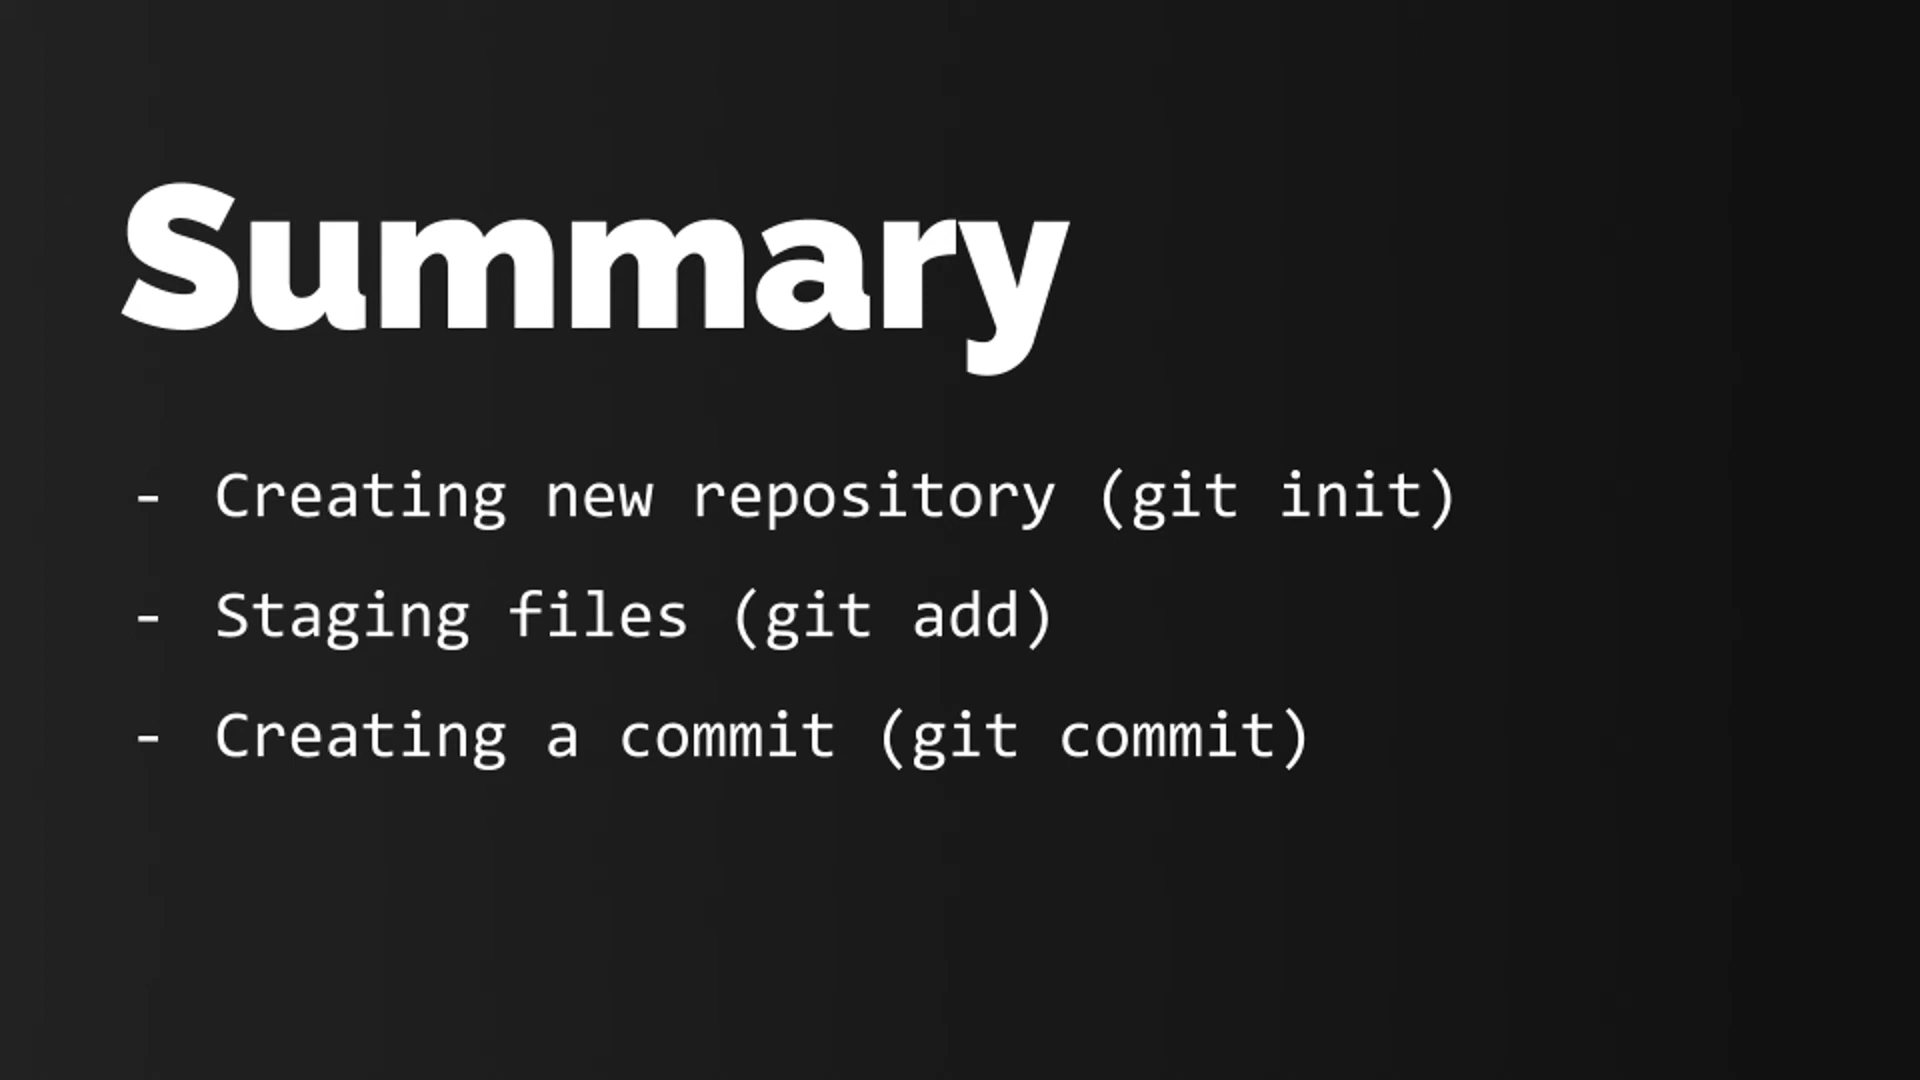 Summary
- Creating new repository (git init)
- Staging files (git add)
- Creating a commit (git commit)